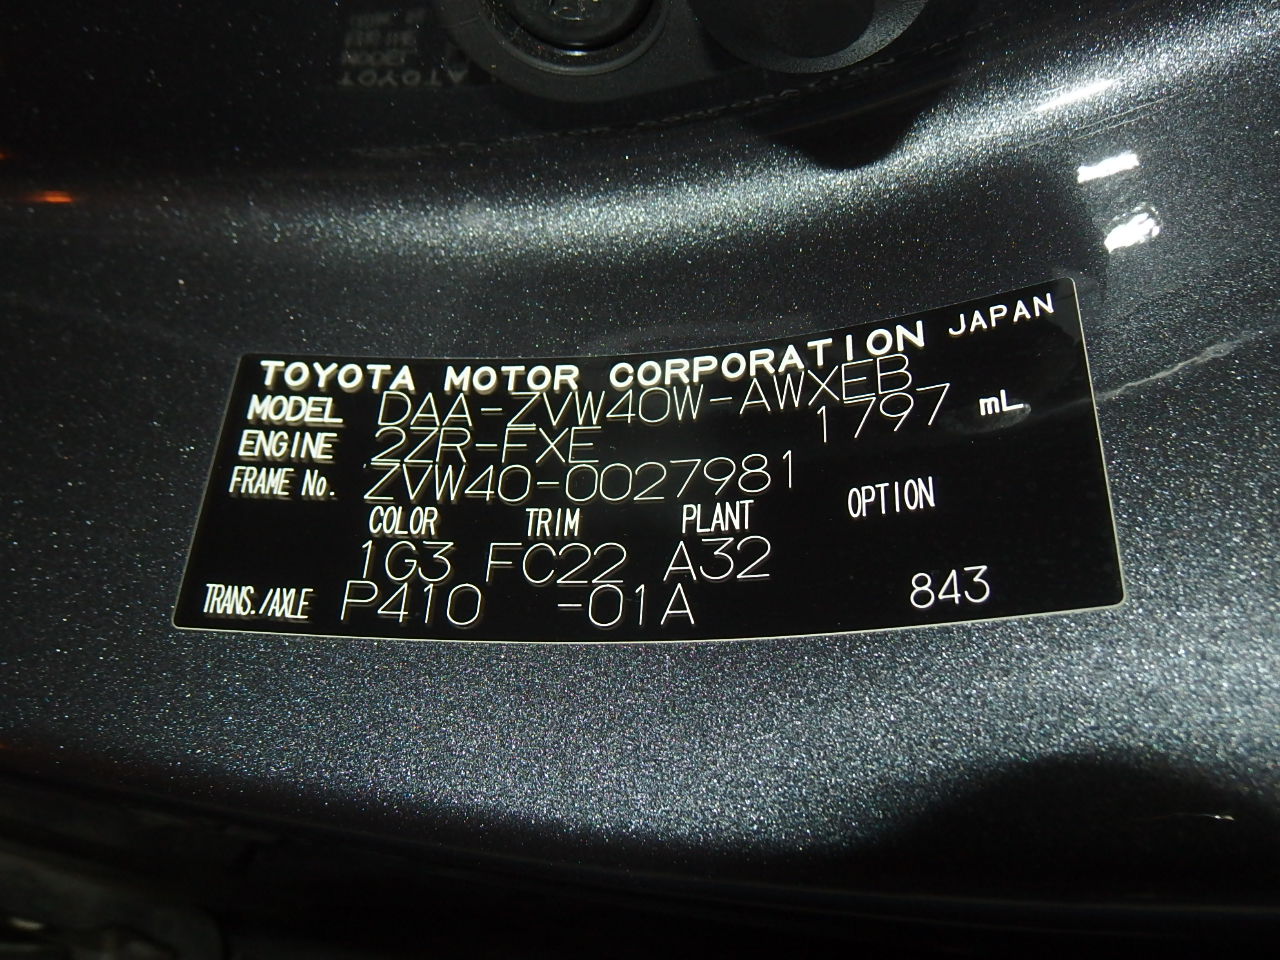 TOYOTA MOTOR CORPORATION JAPAN
MODEL DAA-ZVW40W-AWXEB
ENGINE 2ZR-FXE 1797 mL
FRAME No. ZVW40-0027981
COLOR TRIM PLANT OPTION
1G3 FC22 A32
TRANS./AXLE P410 -01A 843